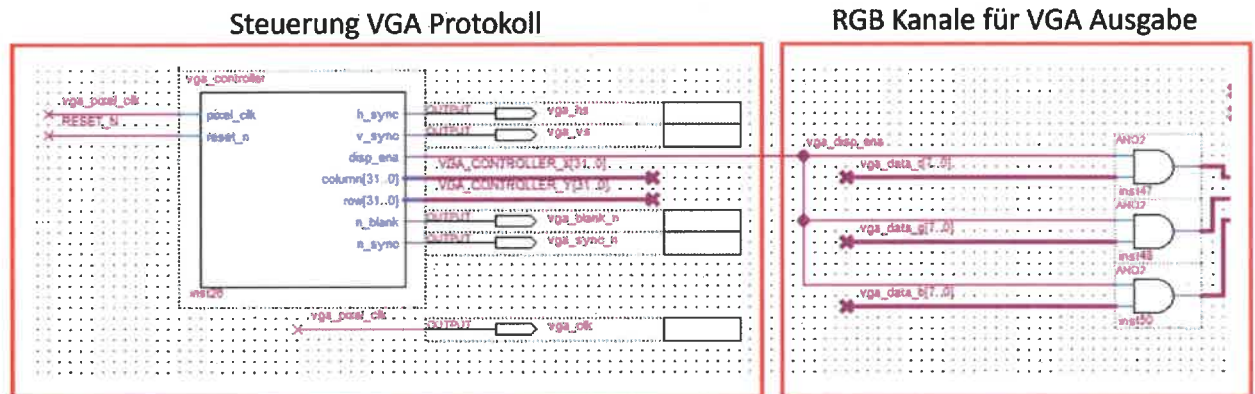 Steuerung VGA Protokoll
RGB Kanale für VGA Ausgabe
vga_controller
vga_pixel_clk
RESET_N
pixel_clk
reset_n
h_sync
v_sync
disp_ena
column[31..0]
row[31..0]
n_blank
n_sync
inst26
OUTPUT vga_hs
OUTPUT vga_vs
VGA_CONTROLLER_X[31..0]
VGA_CONTROLLER_Y[31..0]
OUTPUT vga_blank_n
OUTPUT vga_sync_n
vga_pixel_clk
OUTPUT vga_clk
vga_disp_ena
AND2
vga_data_r[7..0]
inst47
AND2
vga_data_g[7..0]
inst48
AND2
vga_data_b[7..0]
inst50